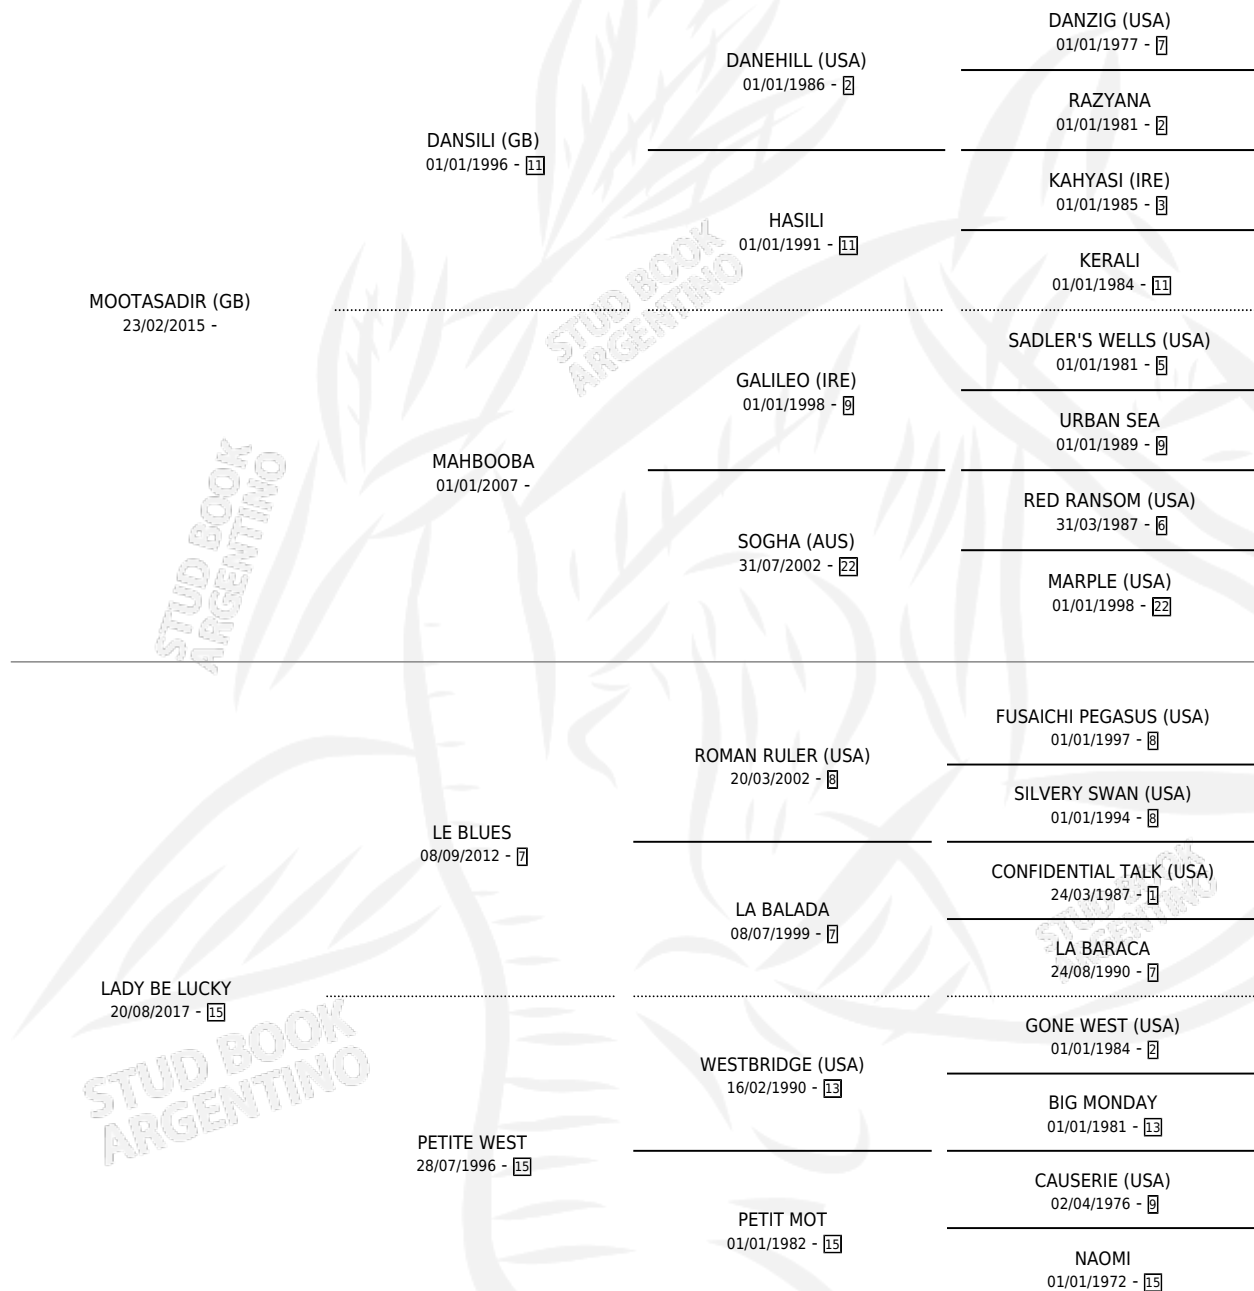 DANZIG (USA)
01/01/1977 - 7
DANEHILL (USA)
01/01/1986 - 2
RAZYANA
01/01/1981 - 2
DANSILI (GB)
01/01/1996 - 11
KAHYASI (IRE)
01/01/1985 - 3
HASILI
01/01/1991 - 11
KERALI
01/01/1984 - 11
MOOTASADIR (GB)
23/02/2015 -
STUD BOOK
ARGENTINO
SADLER'S WELLS (USA)
01/01/1981 - 5
GALILEO (IRE)
01/01/1998 - 9
URBAN SEA
01/01/1989 - 9
MAHBOOBA
01/01/2007 -
RED RANSOM (USA)
31/03/1987 - 6
SOGHA (AUS)
31/07/2002 - 22
MARPLE (USA)
01/01/1998 - 22
STUD BOOK
ARGENTINO
FUSAICHI PEGASUS (USA)
01/01/1997 - 8
ROMAN RULER (USA)
20/03/2002 - 8
SILVERY SWAN (USA)
01/01/1994 - 8
LE BLUES
08/09/2012 - 7
CONFIDENTIAL TALK (USA)
24/03/1987 - 1
LA BALADA
08/07/1999 - 7
LA BARACA
24/08/1990 - 7
STUD BOOK
ARGENTINO
LADY BE LUCKY
20/08/2017 - 15
GONE WEST (USA)
01/01/1984 - 2
WESTBRIDGE (USA)
16/02/1990 - 13
BIG MONDAY
01/01/1981 - 13
STUD BOOK
ARGENTINO
PETITE WEST
28/07/1996 - 15
CAUSERIE (USA)
02/04/1976 - 9
PETIT MOT
01/01/1982 - 15
NAOMI
01/01/1972 - 15